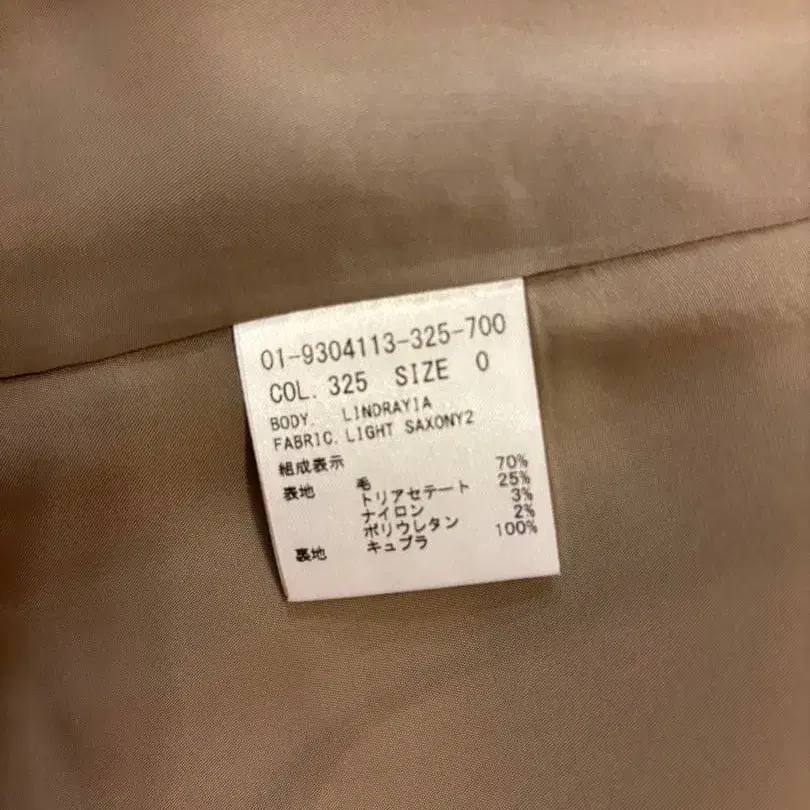 01-9304113-325-700
COL. 325 SIZE 0
BODY. LINDRAYIA
FABRIC. LIGHT SAXONY2
組成表示
表地 毛 70%
トリアセテート 25%
ナイロン 3%
ポリウレタン 2%
裏地 キュプラ 100%